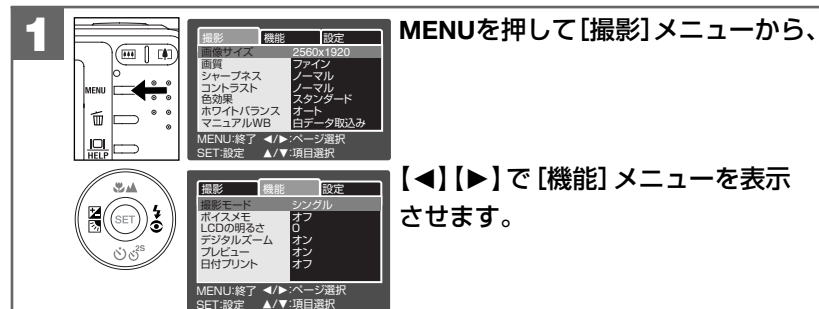 1
MENUを押して[撮影]メニューから、
MENU
HELP
撮影 機能 設定
画像サイズ 2560x1920
画質 ファイン
シャープネス ノーマル
コントラスト ノーマル
色効果 スタンダード
ホワイトバランス オート
マニュアルWB 白データ取込み
MENU:終了 ◀/▶:ページ選択
SET:設定 ▲/▼:項目選択
【◀】【▶】で[機能]メニューを表示
させます。
SET
2S
撮影 機能 設定
撮影モード シングル
ボイスメモ オフ
LCDの明るさ 0
デジタルズーム オン
プレビュー オン
日付プリント オフ
MENU:終了 ◀/▶:ページ選択
SET:設定 ▲/▼:項目選択